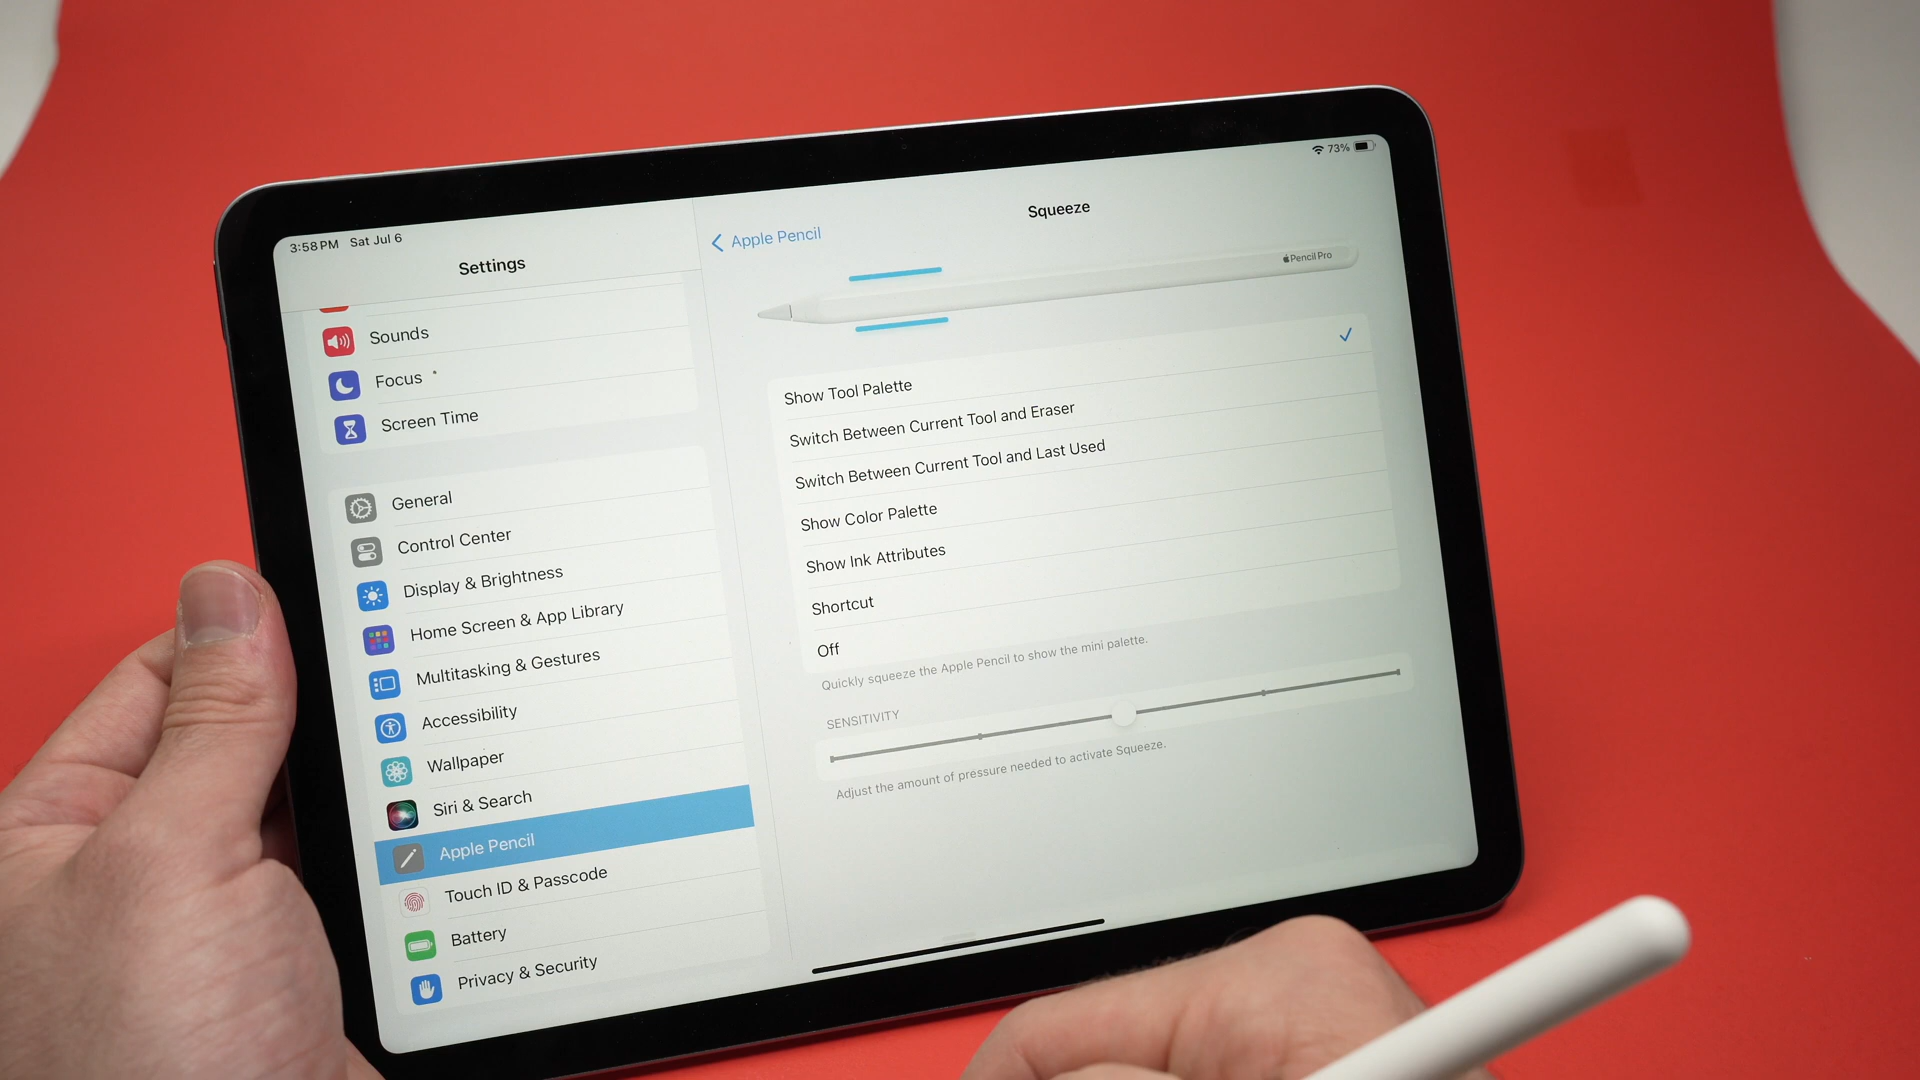 3:58 PM Sat Jul 6
73%
Settings
Sounds
Focus
Screen Time
General
Control Center
Display & Brightness
Home Screen & App Library
Multitasking & Gestures
Accessibility
Wallpaper
Siri & Search
Apple Pencil
Touch ID & Passcode
Battery
Privacy & Security
Apple Pencil
Squeeze
Pencil Pro
Show Tool Palette
Switch Between Current Tool and Eraser
Switch Between Current Tool and Last Used
Show Color Palette
Show Ink Attributes
Shortcut
Off
Quickly squeeze the Apple Pencil to show the mini palette.
SENSITIVITY
Adjust the amount of pressure needed to activate Squeeze.